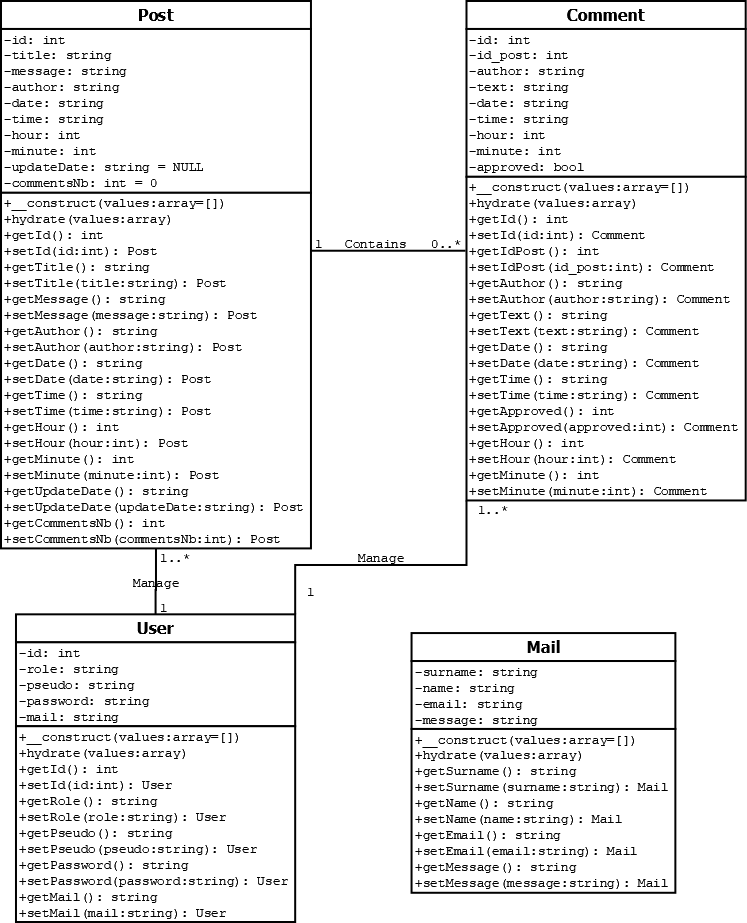 Post
-id: int
-title: string
-message: string
-author: string
-date: string
-time: string
-hour: int
-minute: int
-updateDate: string = NULL
-commentsNb: int = 0
+__construct(values:array=[])
+hydrate(values:array)
+getId(): int
+setId(id:int): Post
+getTitle(): string
+setTitle(title:string): Post
+getMessage(): string
+setMessage(message:string): Post
+getAuthor(): string
+setAuthor(author:string): Post
+getDate(): string
+setDate(date:string): Post
+getTime(): string
+setTime(time:string): Post
+getHour(): int
+setHour(hour:int): Post
+getMinute(): int
+setMinute(minute:int): Post
+getUpdateDate(): string
+setUpdateDate(updateDate:string): Post
+getCommentsNb(): int
+setCommentsNb(commentsNb:int): Post
1 Contains 0..*
Comment
-id: int
-id_post: int
-author: string
-text: string
-date: string
-time: string
-hour: int
-minute: int
-approved: bool
+__construct(values:array=[])
+hydrate(values:array)
+getId(): int
+setId(id:int): Comment
+getIdPost(): int
+setIdPost(id_post:int): Comment
+getAuthor(): string
+setAuthor(author:string): Comment
+getText(): string
+setText(text:string): Comment
+getDate(): string
+setDate(date:string): Comment
+getTime(): string
+setTime(time:string): Comment
+getApproved(): int
+setApproved(approved:int): Comment
+getHour(): int
+setHour(hour:int): Comment
+getMinute(): int
+setMinute(minute:int): Comment
1..*
Manage
1
1..*
Manage
1
User
-id: int
-role: string
-pseudo: string
-password: string
-mail: string
+__construct(values:array=[])
+hydrate(values:array)
+getId(): int
+setId(id:int): User
+getRole(): string
+setRole(role:string): User
+getPseudo(): string
+setPseudo(pseudo:string): User
+getPassword(): string
+setPassword(password:string): User
+getMail(): string
+setMail(mail:string): User
Mail
-surname: string
-name: string
-email: string
-message: string
+__construct(values:array=[])
+hydrate(values:array)
+getSurname(): string
+setSurname(surname:string): Mail
+getName(): string
+setName(name:string): Mail
+getEmail(): string
+setEmail(email:string): Mail
+getMessage(): string
+setMessage(message:string): Mail